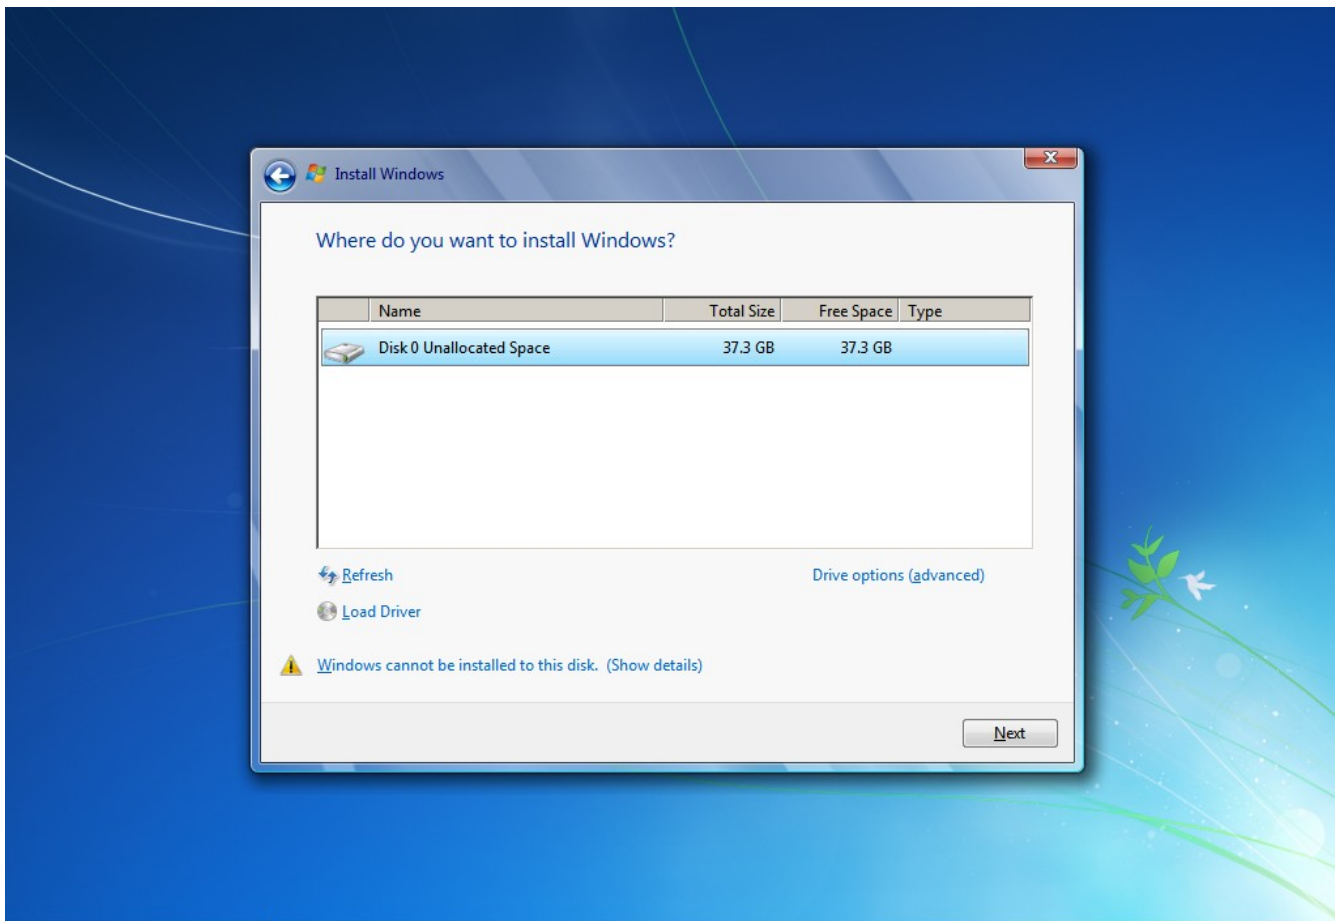 Install Windows
Where do you want to install Windows?
Name Total Size Free Space Type
Disk 0 Unallocated Space 37.3 GB 37.3 GB
Refresh Drive options (advanced)
Load Driver
Windows cannot be installed to this disk. (Show details)
Next